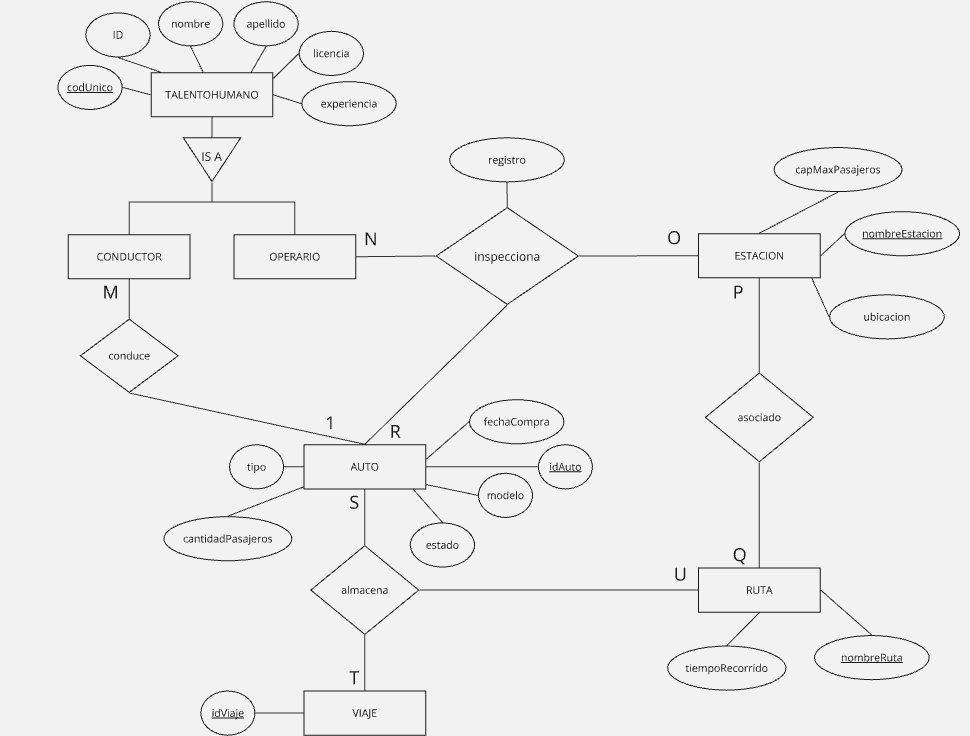 nombre
apellido
ID
licencia
codUnico
TALENTOHUMANO
experiencia
IS A
registro
capMaxPasajeros
nombreEstacion
CONDUCTOR
OPERARIO
N
inspecciona
O
ESTACION
M
P
ubicacion
conduce
1
R
fechaCompra
asociado
tipo
AUTO
idAuto
S
modelo
cantidadPasajeros
estado
Q
almacena
U
RUTA
tiempoRecorrido
nombreRuta
T
idViaje
VIAJE